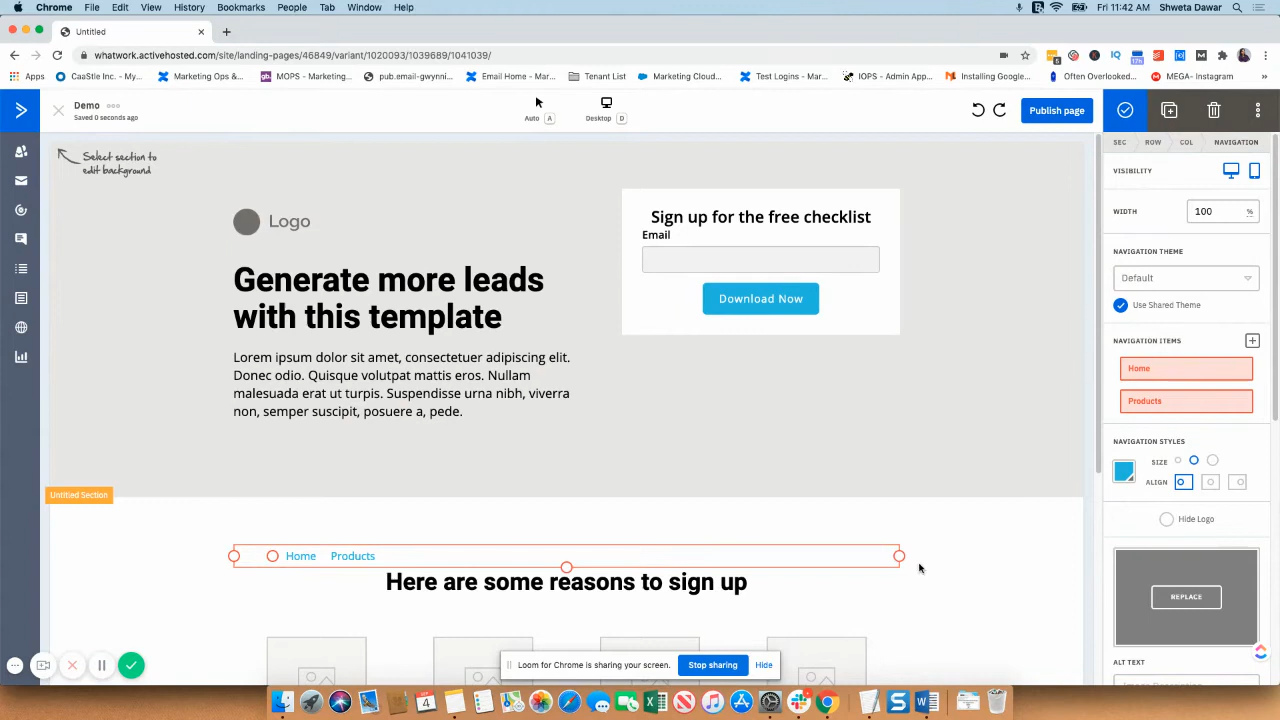 Chrome File Edit View History Bookmarks People Tab Window Help
Fri 11:42 AM Shweta Dawar
Untitled
whatwork.activehosted.com/site/landing-pages/46849/variant/1020093/1039689/1041039/
Apps
CaaStle Inc. - My...
Marketing Ops &...
MOPS - Marketing...
pub.email-gwynni...
Email Home - Mar...
Tenant List
Marketing Cloud...
Test Logins - Mar...
IOPS - Admin App...
Installing Google...
Often Overlooked...
MEGA- Instagram
Demo
Saved 0 seconds ago
Auto A
Desktop D
Publish page
SEC ROW COL NAVIGATION
Select section to
edit background
VISIBILITY
WIDTH 100 %
NAVIGATION THEME
Default
Use Shared Theme
NAVIGATION ITEMS
Home
Products
NAVIGATION STYLES
SIZE
ALIGN
Hide Logo
REPLACE
ALT TEXT
Image Description
Logo
Generate more leads
with this template
Lorem ipsum dolor sit amet, consectetuer adipiscing elit.
Donec odio. Quisque volutpat mattis eros. Nullam
malesuada erat ut turpis. Suspendisse urna nibh, viverra
non, semper suscipit, posuere a, pede.
Sign up for the free checklist
Email
Download Now
Untitled Section
Home Products
Here are some reasons to sign up
Loom for Chrome is sharing your screen. Stop sharing Hide